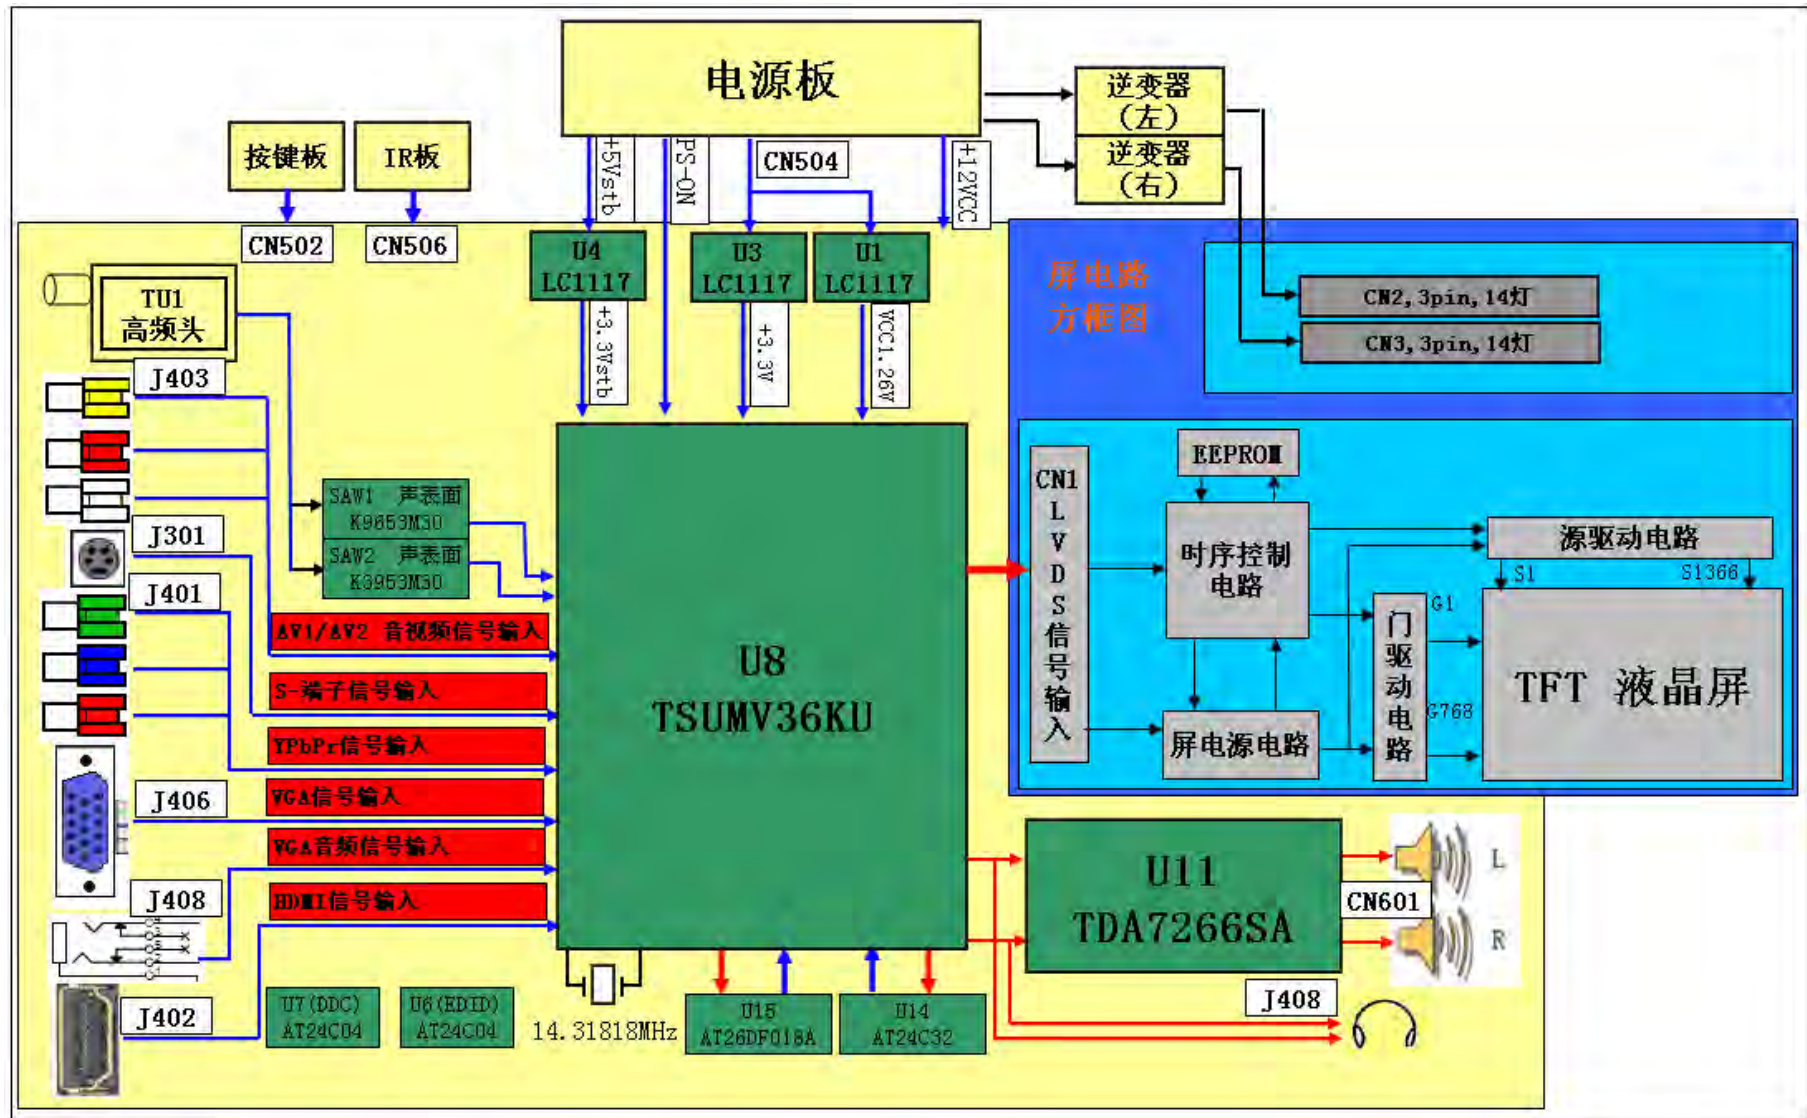 电源板
逆变器
(左)
逆变器
(右)
按键板
IR板
+5Vstb
PS-ON
CN504
+12VCC
CN502
CN506
U4
LC1117
U3
LC1117
U1
LC1117
屏电路
方框图
CN2,3pin,14灯
CN3,3pin,14灯
TU1
高频头
+3.3Vstb
+3.3V
VCC1.26V
J403
SAW1 声表面
K9653M30
SAW2 声表面
K3953M30
J301
J401
AV1/AV2 音视频信号输入
S-端子信号输入
YPbPr信号输入
VGA信号输入
VGA音频信号输入
HDMI信号输入
U8
TSUMV36KU
CN1
L
V
D
S
信
号
输
入
EEPROM
时序控制
电路
屏电源电路
源驱动电路
S1
S1366
门
驱
动
电
路
G1
G768
TFT 液晶屏
J406
J408
J402
U7(DDC)
AT24C04
U6(EDID)
AT24C04
14.31818MHz
U15
AT26DF018A
U14
AT24C32
U11
TDA7266SA
L
CN601
R
J408